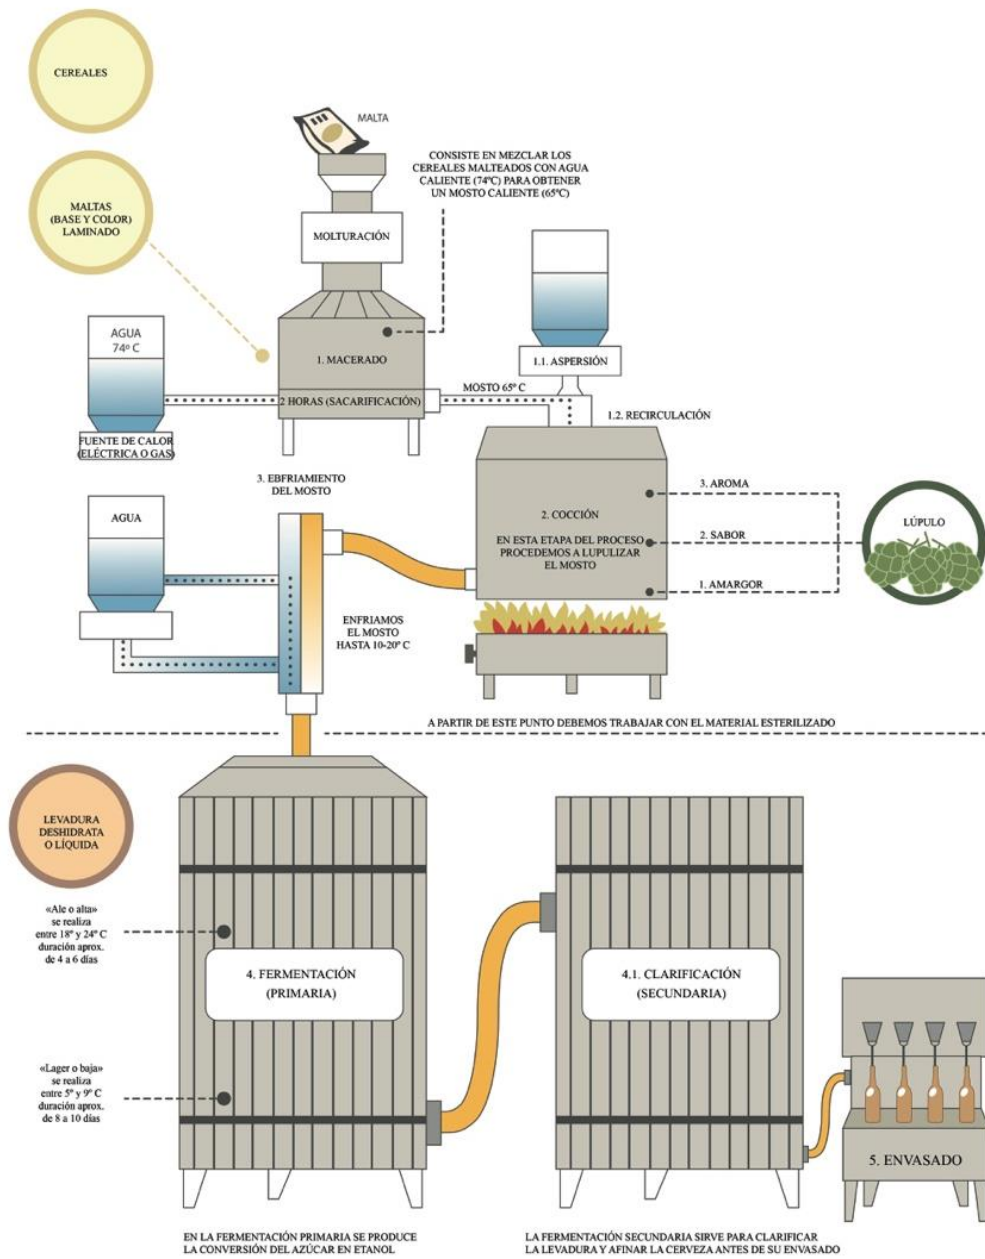 CEREALES
MALTA
CONSISTE EN MEZCLAR LOS
CEREALES MALTEADOS CON AGUA
CALIENTE (74ºC) PARA OBTENER
UN MOSTO CALIENTE (65ºC)
MALTAS
(BASE Y COLOR)
LAMINADO
MOLTURACIÓN
AGUA
74º C
1. MACERADO
1.1. ASPERSIÓN
2 HORAS (SACARIFICACIÓN)
MOSTO 65º C
1.2. RECIRCULACIÓN
FUENTE DE CALOR
(ELÉCTRICA O GAS)
3. EBFRIAMIENTO
DEL MOSTO
AGUA
2. COCCIÓN
EN ESTA ETAPA DEL PROCESO
PROCEDEMOS A LUPULIZAR
EL MOSTO
3. AROMA
2. SABOR
1. AMARGOR
LÚPULO
ENFRIAMOS
EL MOSTO
HASTA 10-20º C
A PARTIR DE ESTE PUNTO DEBEMOS TRABAJAR CON EL MATERIAL ESTERILIZADO
LEVADURA
DESHIDRATA
O LÍQUIDA
«Ale o alta»
se realiza
entre 18º y 24º C
duración aprox.
de 4 a 6 días
4. FERMENTACIÓN
(PRIMARIA)
4.1. CLARIFICACIÓN
(SECUNDARIA)
«Lager o baja»
se realiza
entre 5º y 9º C
duración aprox.
de 8 a 10 días
5. ENVASADO
EN LA FERMENTACIÓN PRIMARIA SE PRODUCE
LA CONVERSIÓN DEL AZÚCAR EN ETANOL
LA FERMENTACIÓN SECUNDARIA SIRVE PARA CLARIFICAR
LA LEVADURA Y AFINAR LA CERVEZA ANTES DE SU ENVASADO